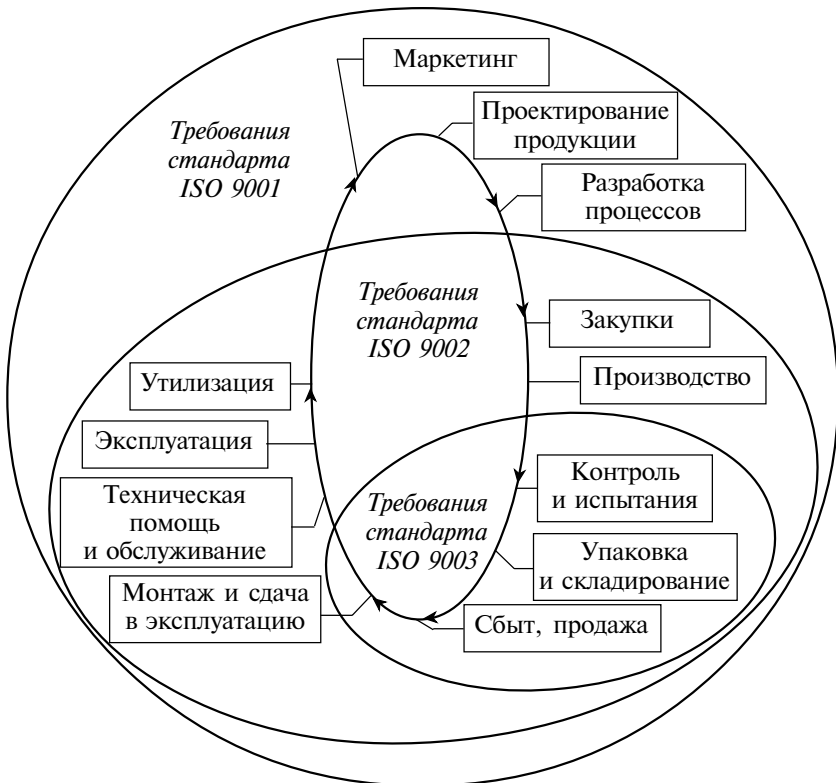 Маркетинг
Проектирование
продукции
Требования
стандарта
ISO 9001
Разработка
процессов
Требования
стандарта
ISO 9002
Закупки
Утилизация
Производство
Эксплуатация
Контроль
и испытания
Техническая
помощь
и обслуживание
Требования
стандарта
ISO 9003
Упаковка
и складирование
Монтаж и сдача
в эксплуатацию
Сбыт, продажа